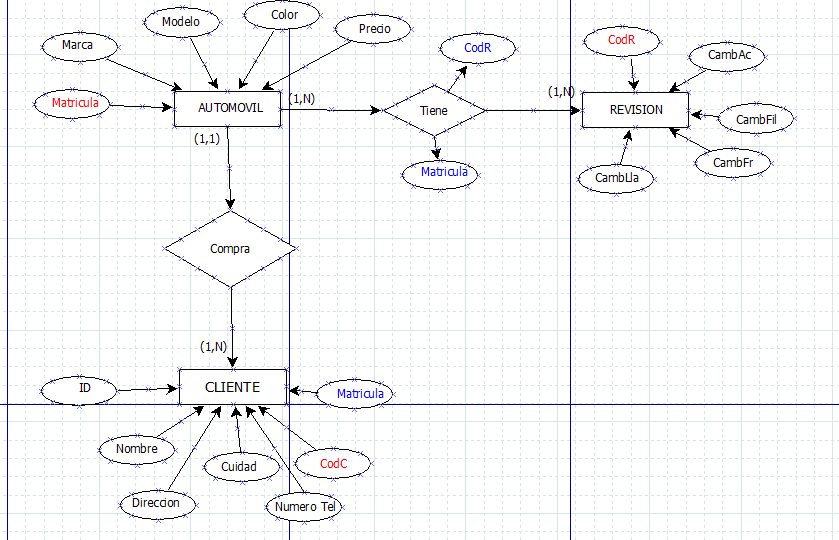 Color
Modelo
Precio
Marca
CodR
CodR
CambAc
Matricula
AUTOMOVIL
(1,N)
Tiene
(1,N)
REVISION
CambFil
(1,1)
Matricula
CambLla
CambFr
Compra
(1,N)
ID
CLIENTE
Matricula
Nombre
Cuidad
CodC
Direccion
Numero Tel